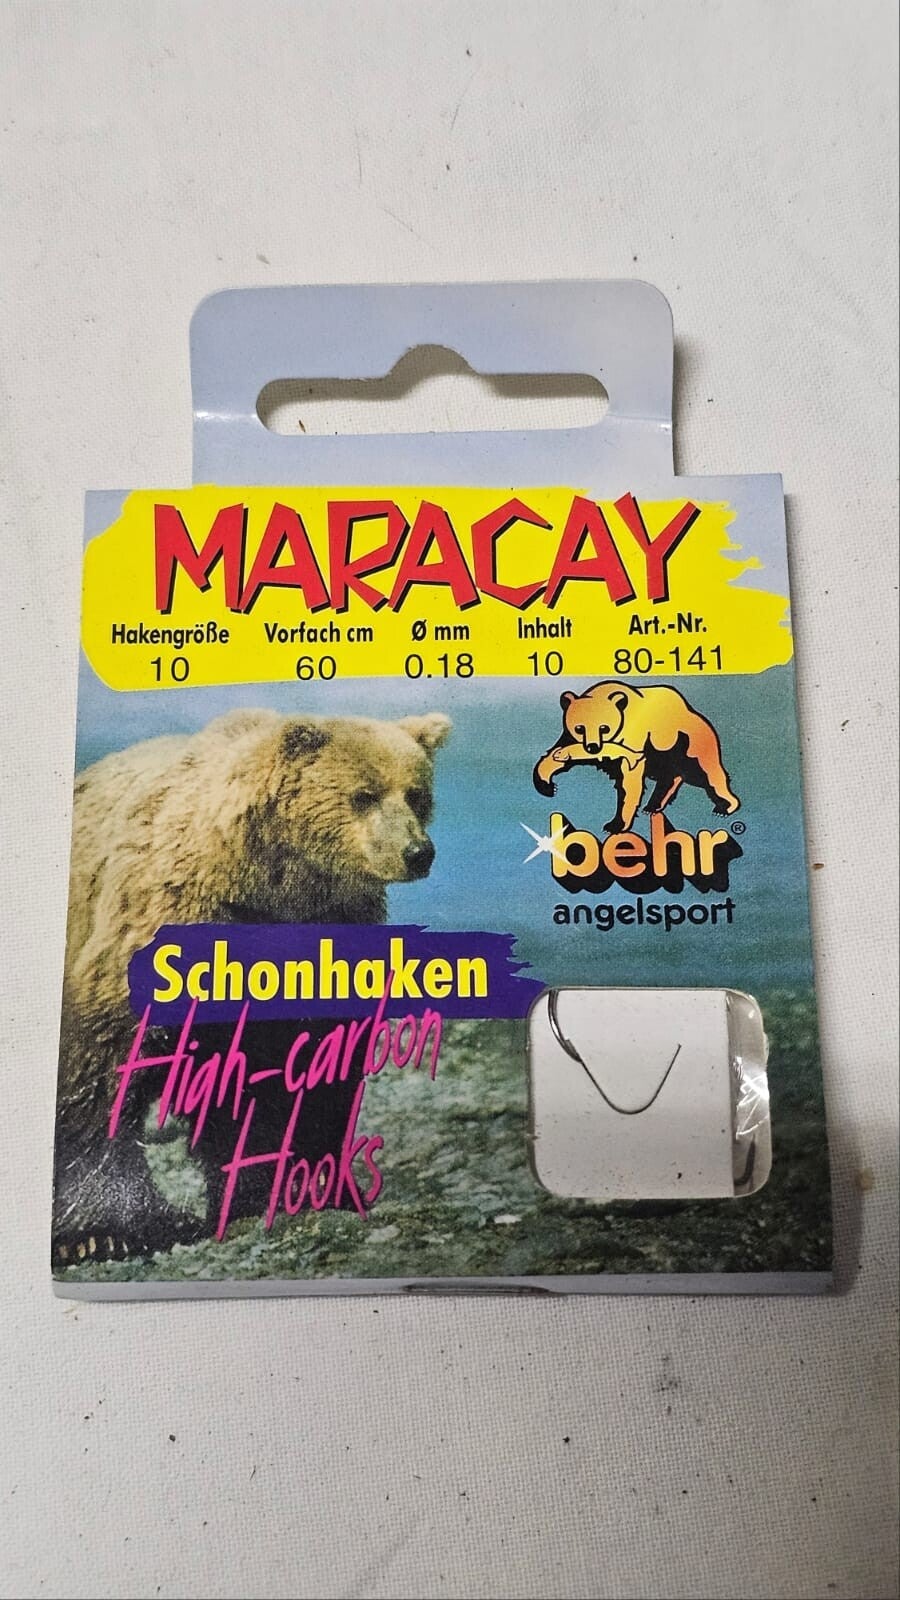 MARACAY
Hakengröße Vorfach cm Ø mm Inhalt Art.-Nr.
10 60 0.18 10 80-141
behr®
angelsport
Schonhaken
High-carbon
Hooks